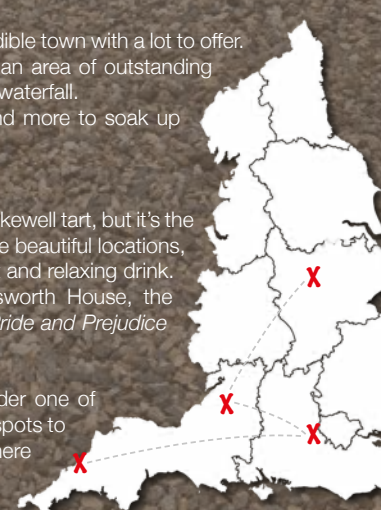 dible town with a lot to offer.
an area of outstanding
waterfall.
nd more to soak up
kewell tart, but it's the
e beautiful locations,
and relaxing drink.
sworth House, the
ride and Prejudice
der one of
spots to
here